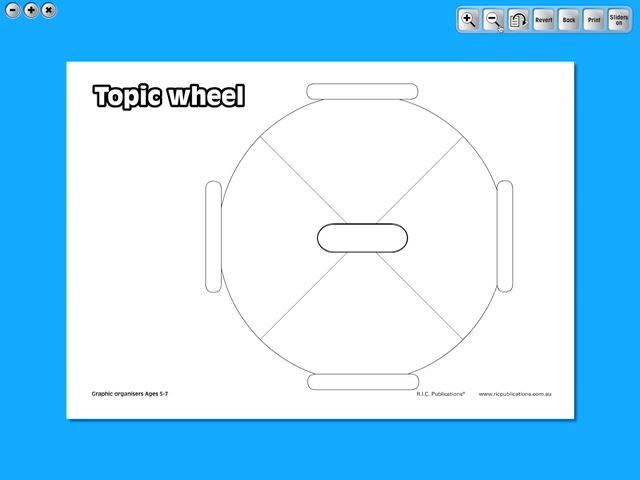 Revert
Back
Print
Sliders
on
Topic wheel
Graphic organisers Ages 5-7
R.I.C. Publications® www.ricpublications.com.au